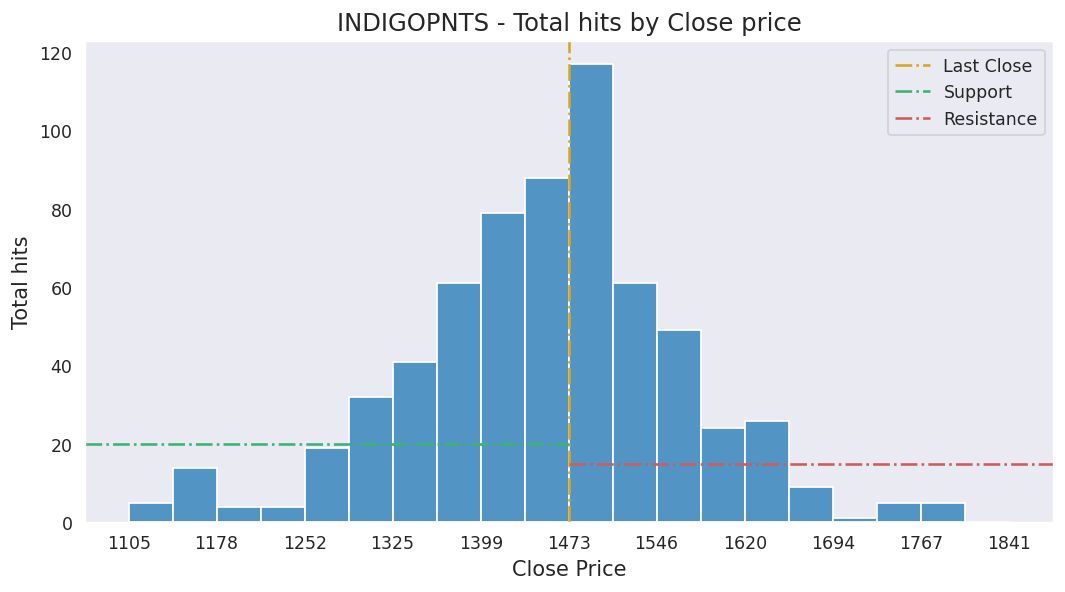 INDIGOPNTS - Total hits by Close price
Last Close
Support
Resistance
Total hits
120
100
80
60
40
20
0
1105 1178 1252 1325 1399 1473 1546 1620 1694 1767 1841
Close Price